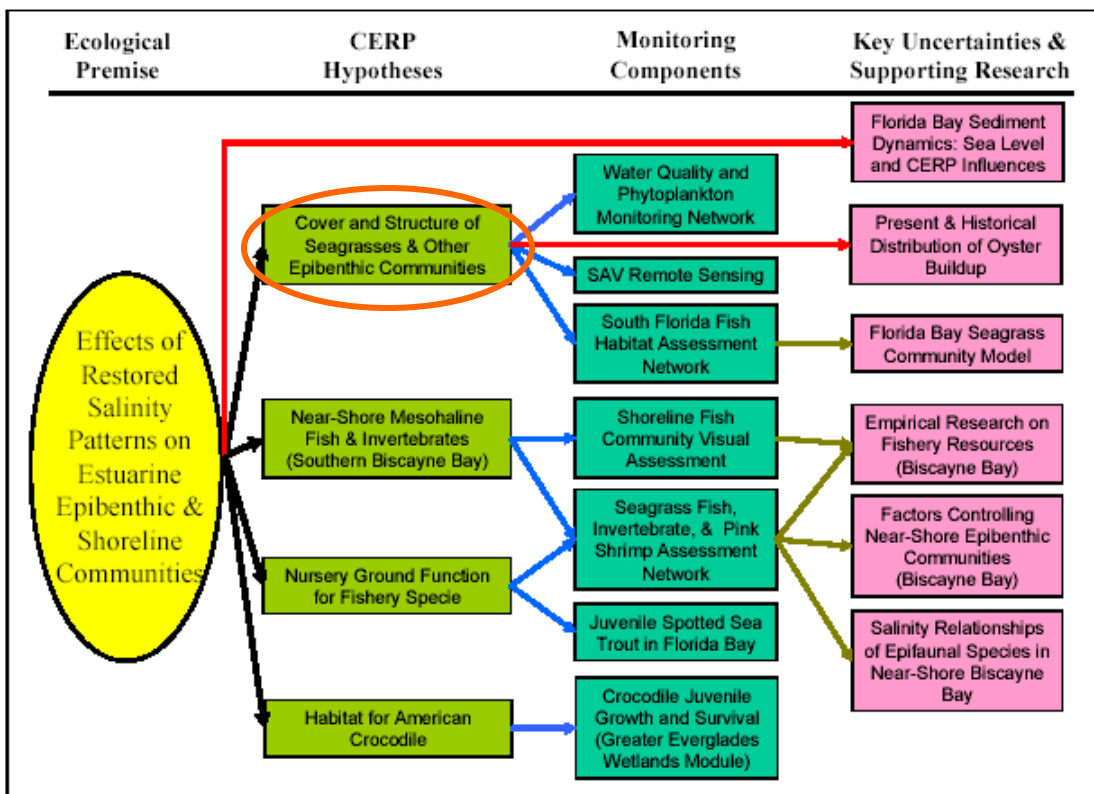 Ecological
Premise
CERP
Hypotheses
Monitoring
Components
Key Uncertainties &
Supporting Research
Effects of
Restored
Salinity
Patterns on
Estuarine
Epibenthic &
Shoreline
Communities
Cover and Structure of
Seagrasses & Other
Epibenthic Communities
Near-Shore Mesohaline
Fish & Invertebrates
(Southern Biscayne Bay)
Nursery Ground Function
for Fishery Specie
Habitat for American
Crocodile
Water Quality and
Phytoplankton
Monitoring Network
SAV Remote Sensing
South Florida Fish
Habitat Assessment
Network
Shoreline Fish
Community Visual
Assessment
Seagrass Fish,
Invertebrate, & Pink
Shrimp Assessment
Network
Juvenile Spotted Sea
Trout in Florida Bay
Crocodile Juvenile
Growth and Survival
(Greater Everglades
Wetlands Module)
Florida Bay Sediment
Dynamics: Sea Level
and CERP Influences
Present & Historical
Distribution of Oyster
Buildup
Florida Bay Seagrass
Community Model
Empirical Research on
Fishery Resources
(Biscayne Bay)
Factors Controlling
Near-Shore Epibenthic
Communities
(Biscayne Bay)
Salinity Relationships
of Epifaunal Species in
Near-Shore Biscayne
Bay